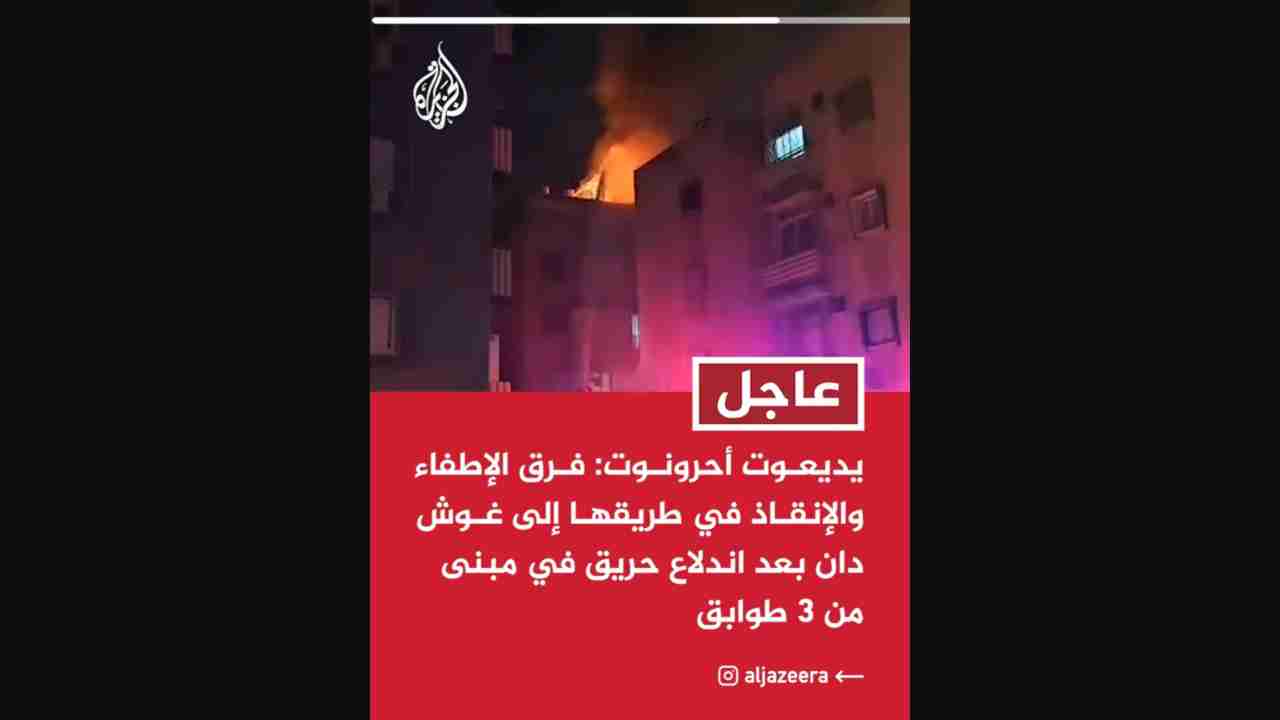 الجزيرة
عاجل
يديعوت أحرونوت: فرق الإطفاء
والإنقاذ في طريقها إلى غوش
دان بعد اندلاع حريق في مبنى
من 3 طوابق
aljazeera